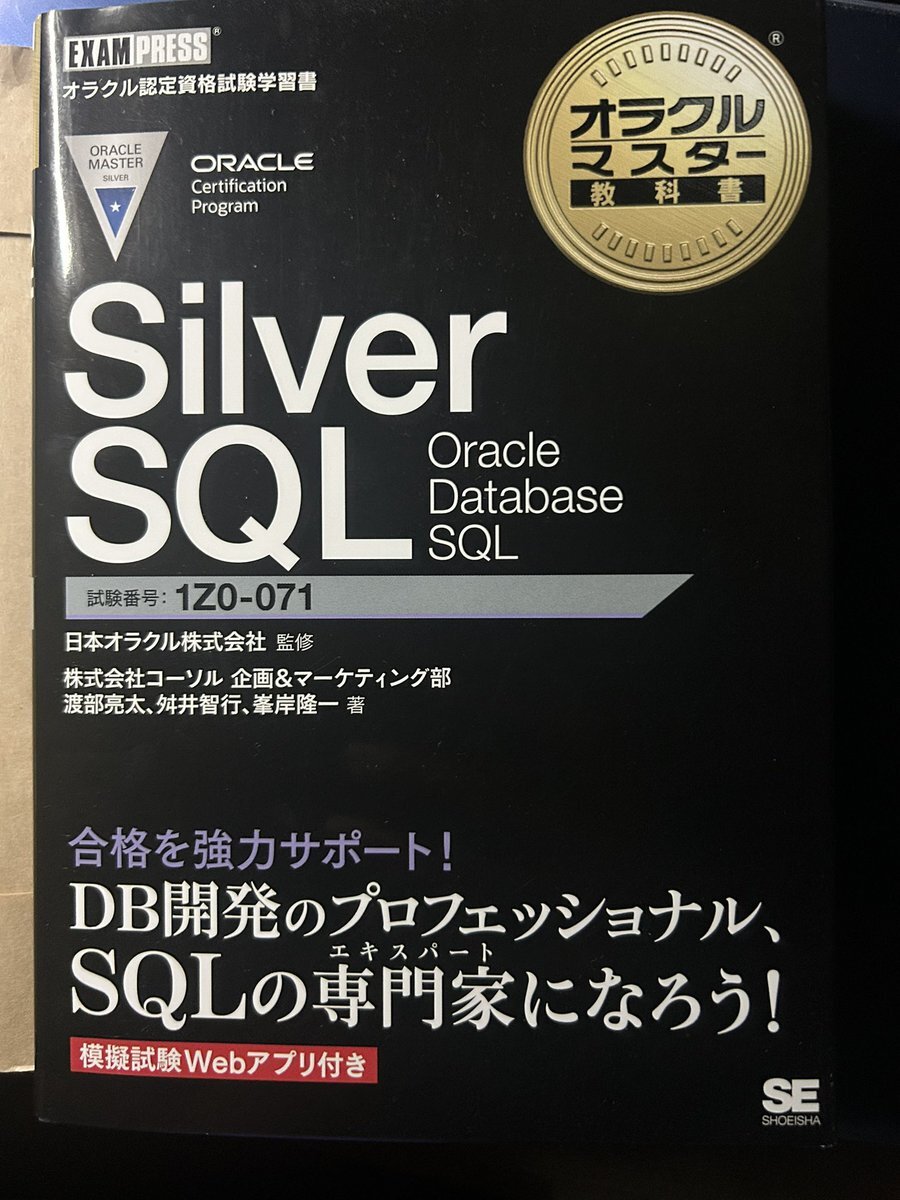 EXAMPRESS®
オラクル認定資格試験学習書
ORACLE
MASTER
SILVER
ORACLE
Certification
Program
®
オラクル
マスター
教科書
Silver
SQL
Oracle
Database
SQL
試験番号：1Z0-071
日本オラクル株式会社 監修
株式会社コーソル 企画&マーケティング部
渡部亮太、舛井智行、峯岸隆一 著
合格を強力サポート！
DB開発のプロフェッショナル、
エキスパート
SQLの専門家になろう！
模擬試験Webアプリ付き
SE
SHOEISHA